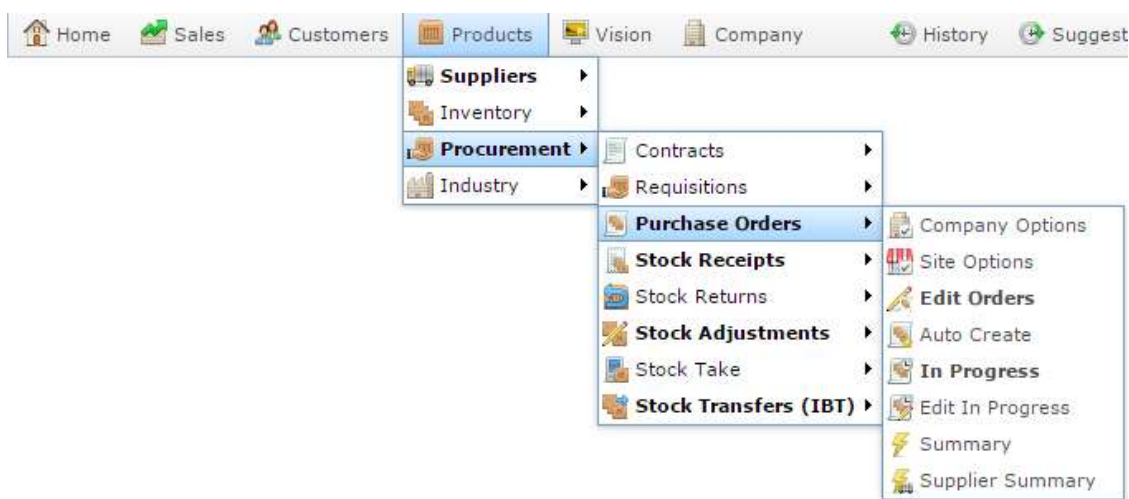 Home Sales Customers Products Vision Company History Suggest
Suppliers
Inventory
Procurement
Industry
Contracts
Requisitions
Purchase Orders
Stock Receipts
Stock Returns
Stock Adjustments
Stock Take
Stock Transfers (IBT)
Company Options
Site Options
Edit Orders
Auto Create
In Progress
Edit In Progress
Summary
Supplier Summary